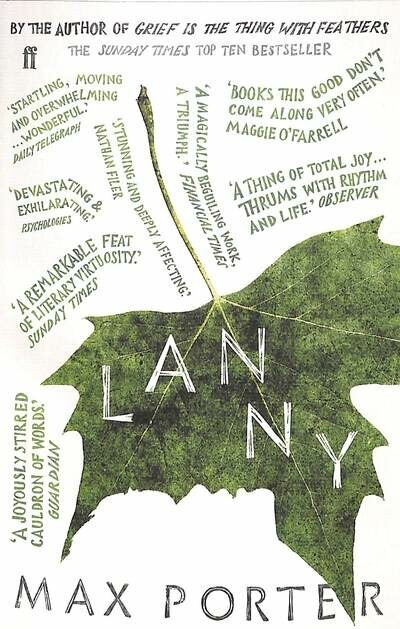 BY THE AUTHOR OF GRIEF IS THE THING WITH FEATHERS
ff
THE SUNDAY TIMES TOP TEN BESTSELLER
'STARTLING, MOVING
AND OVERWHELMING
...WONDERFUL.'
DAILY TELEGRAPH
'DEVASTATING &
EXHILARATING.'
PSYCHOLOGIES
'A REMARKABLE FEAT
OF LITERARY VIRTUOSITY.'
SUNDAY TIMES
'STUNNING AND DEEPLY AFFECTING.'
NATHAN FILER
'A MAGICALLY BEGUILING WORK,
A TRIUMPH.'
FINANCIAL TIMES
'BOOKS THIS GOOD DON'T
COME ALONG VERY OFTEN.'
MAGGIE O'FARRELL
'A THING OF TOTAL JOY...
THRUMS WITH RHYTHM
AND LIFE.' OBSERVER
LAN
NY
'A JOYOUSLY STIRRED
CAULDRON OF WORDS.'
GUARDIAN
MAX PORTER